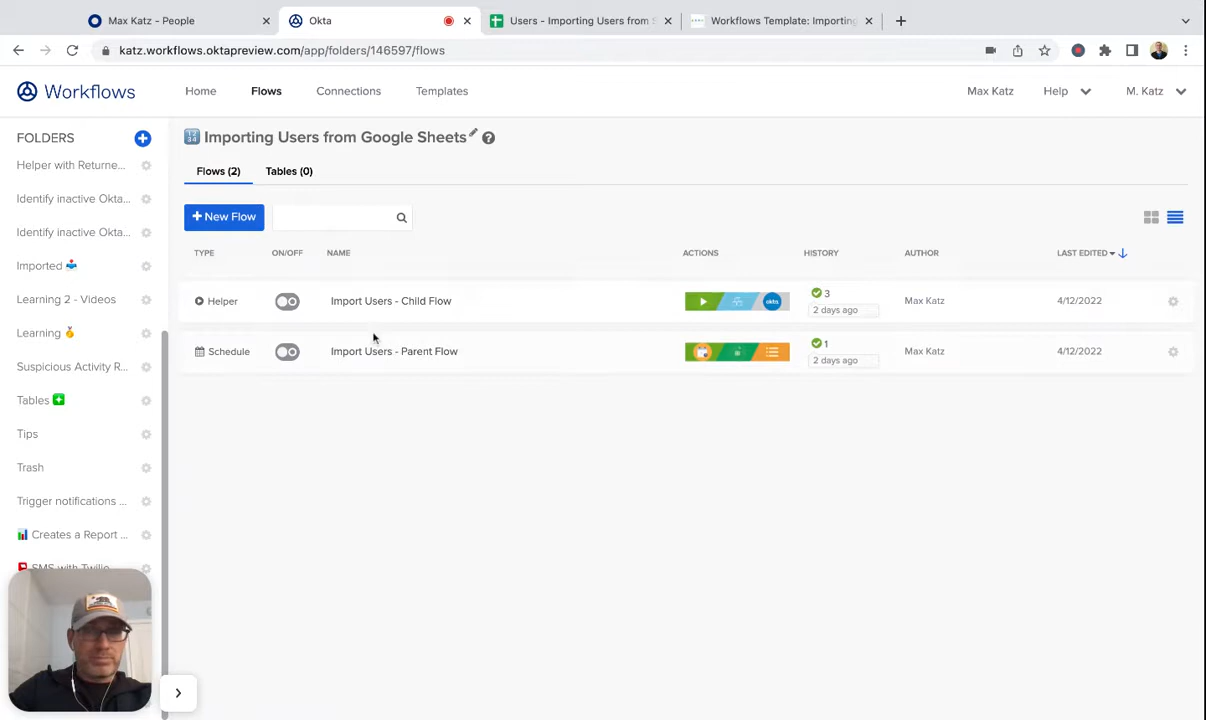 Max Katz - People
Okta
Users - Importing Users from S
Workflows Template: Importing
katz.workflows.oktapreview.com/app/folders/146597/flows
Workflows
Home
Flows
Connections
Templates
Max Katz
Help
M. Katz
FOLDERS
Helper with Returne...
Identify inactive Okta...
Identify inactive Okta...
Imported
Learning 2 - Videos
Learning
Suspicious Activity R...
Tables
Tips
Trash
Trigger notifications ...
Creates a Report ...
SMS with Twilio
Importing Users from Google Sheets
Flows (2)
Tables (0)
+ New Flow
TYPE ON/OFF NAME ACTIONS HISTORY AUTHOR LAST EDITED
Helper Import Users - Child Flow okta 3 2 days ago Max Katz 4/12/2022
Schedule Import Users - Parent Flow 1 2 days ago Max Katz 4/12/2022